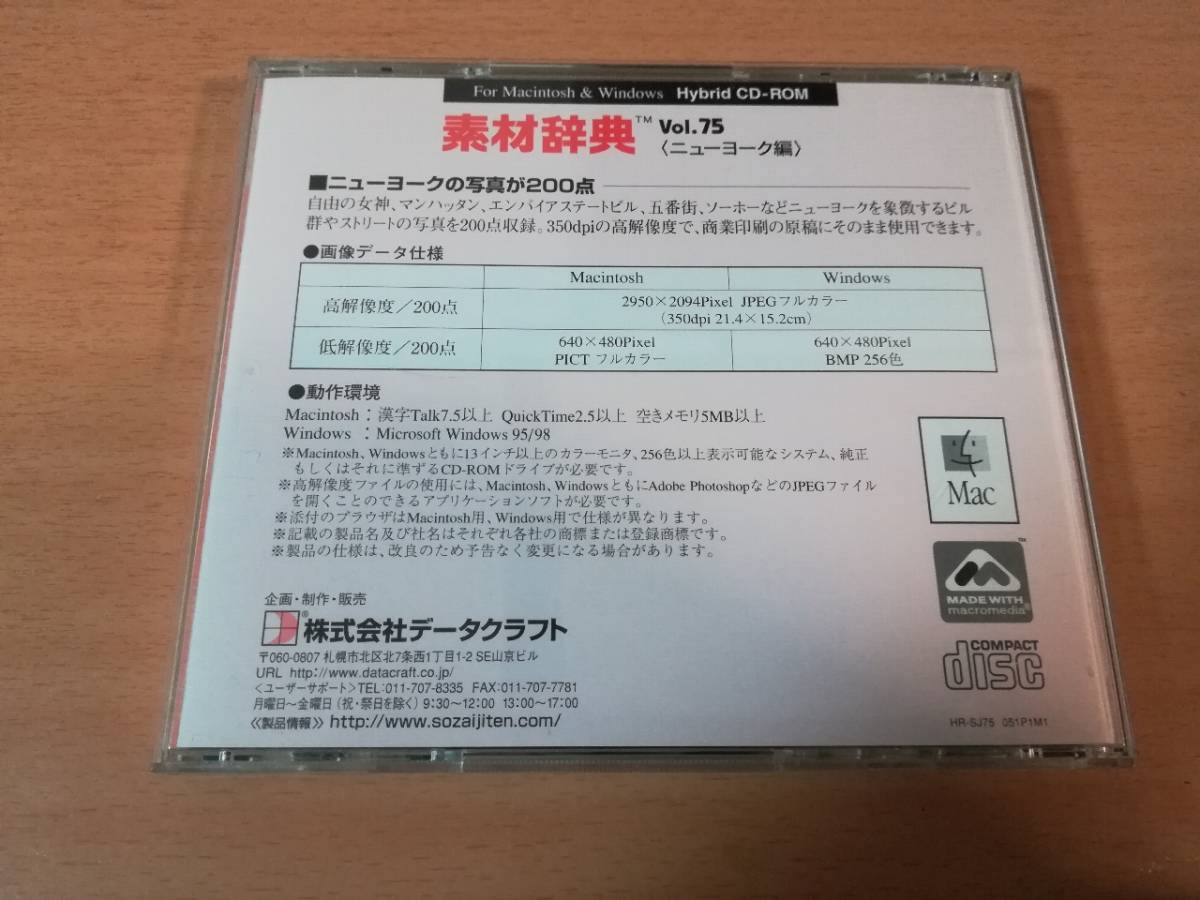 For Macintosh & Windows Hybrid CD-ROM
素材辞典™ Vol.75
〈ニューヨーク編〉
■ニューヨークの写真が200点
自由の女神、マンハッタン、エンパイアステートビル、五番街、ソーホーなどニューヨークを象徴するビル
群やストリートの写真を200点収録。350dpiの高解像度で、商業印刷の原稿にそのまま使用できます。
●画像データ仕様
Macintosh Windows
高解像度／200点 2950×2094Pixel JPEGフルカラー
(350dpi 21.4×15.2cm)
低解像度／200点 640×480Pixel 640×480Pixel
PICT フルカラー BMP 256色
●動作環境
Macintosh：漢字Talk7.5以上 QuickTime2.5以上 空きメモリ5MB以上
Windows ：Microsoft Windows 95/98
※Macintosh、Windowsともに13インチ以上のカラーモニタ、256色以上表示可能なシステム、純正
もしくはそれに準ずるCD-ROMドライブが必要です。
※高解像度ファイルの使用には、Macintosh、WindowsともにAdobe PhotoshopなどのJPEGファイル
を開くことのできるアプリケーションソフトが必要です。
※添付のブラウザはMacintosh用、Windows用で仕様が異なります。
※記載の製品名及び社名はそれぞれ各社の商標または登録商標です。
※製品の仕様は、改良のため予告なく変更になる場合があります。
Mac
MADE WITH™
macromedia®
企画・制作・販売
®株式会社データクラフト
〒060-0807 札幌市北区北7条西1丁目1-2 SE山京ビル
URL http://www.datacraft.co.jp/
〈ユーザーサポート〉TEL:011-707-8335 FAX:011-707-7781
月曜日〜金曜日（祝・祭日を除く）9:30〜12:00 13:00〜17:00
《製品情報》http://www.sozaijiten.com/
COMPACT
disc
HR-SJ75 051P1M1